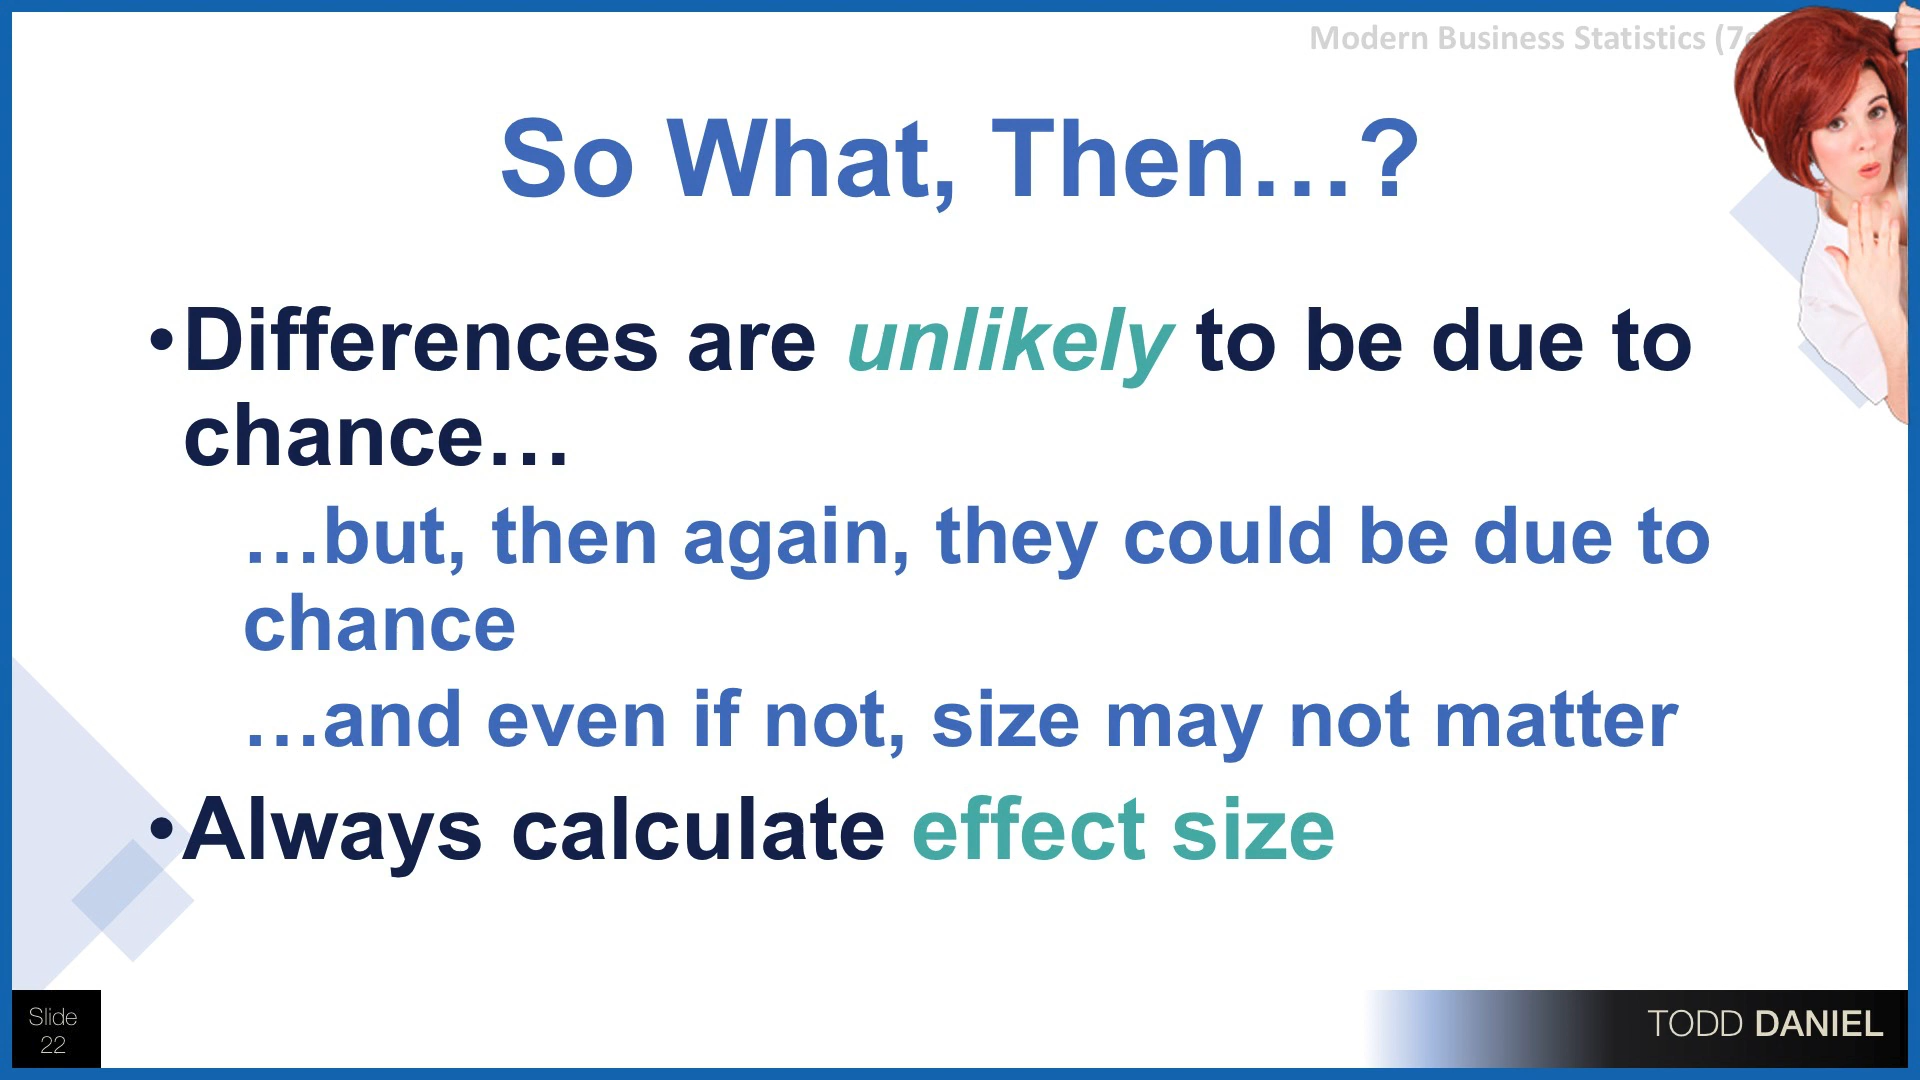 Modern Business Statistics
So What, Then…?
•Differences are unlikely to be due to
chance…
…but, then again, they could be due to
chance
…and even if not, size may not matter
•Always calculate effect size
Slide
22
TODD DANIEL